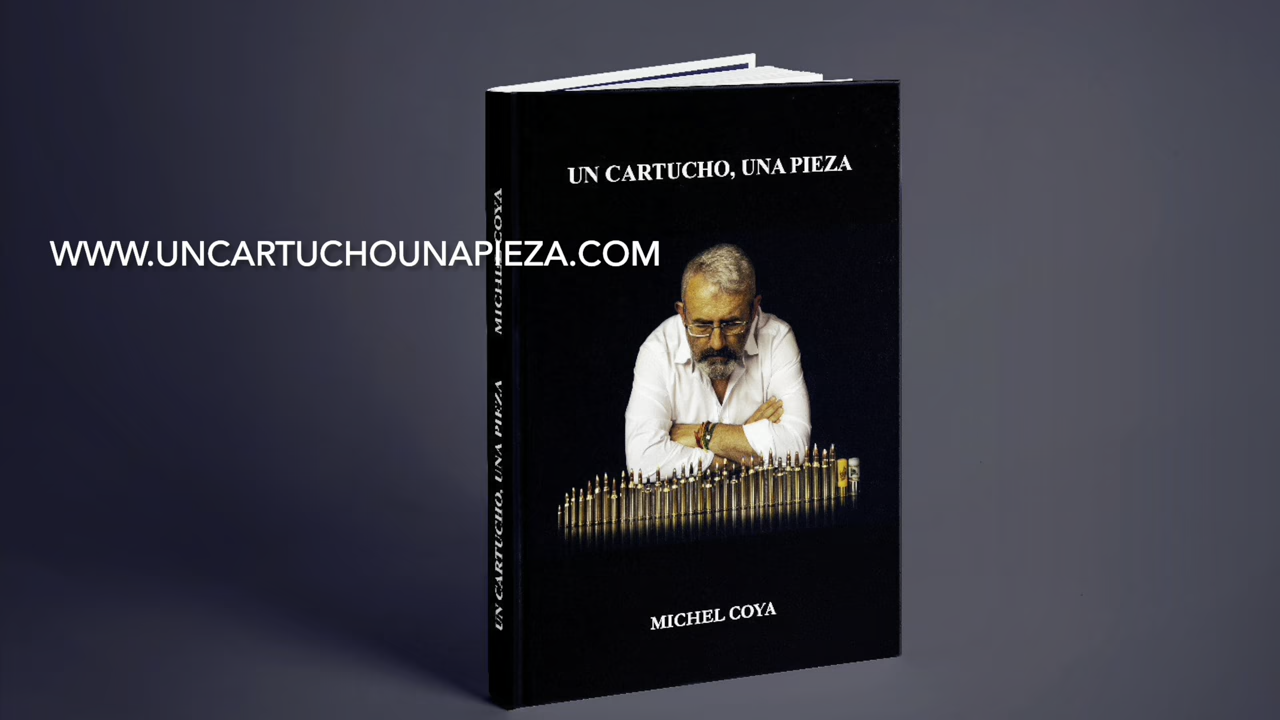 UN CARTUCHO, UNA PIEZA
WWW.UNCARTUCHOUNAPIEZA.COM
MICHEL COYA
UN CARTUCHO, UNA PIEZA MICHEL COYA